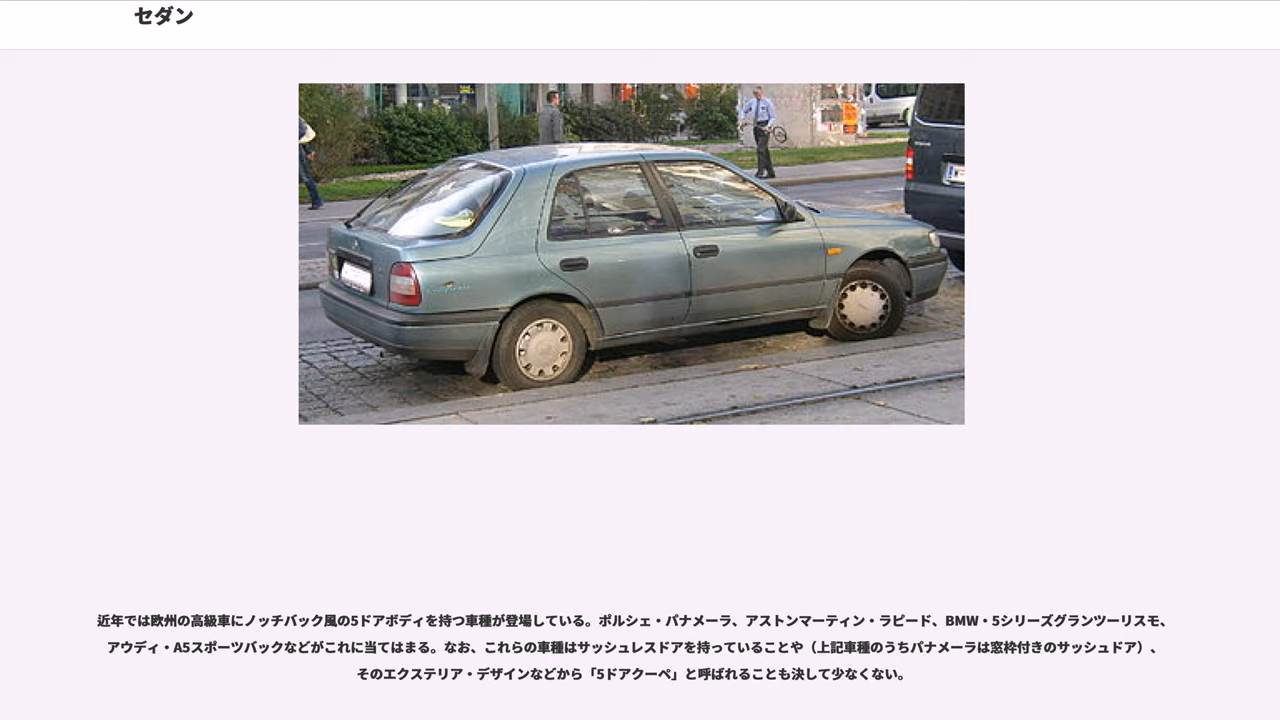 セダン
近年では欧州の高級車にノッチバック風の5ドアボディを持つ車種が登場している。ポルシェ・パナメーラ、アストンマーティン・ラピード、BMW・5シリーズグランツーリスモ、
アウディ・A5スポーツバックなどがこれに当てはまる。なお、これらの車種はサッシュレスドアを持っていることや（上記車種のうちパナメーラは窓枠付きのサッシュドア）、
そのエクステリア・デザインなどから「5ドアクーペ」と呼ばれることも決して少なくない。